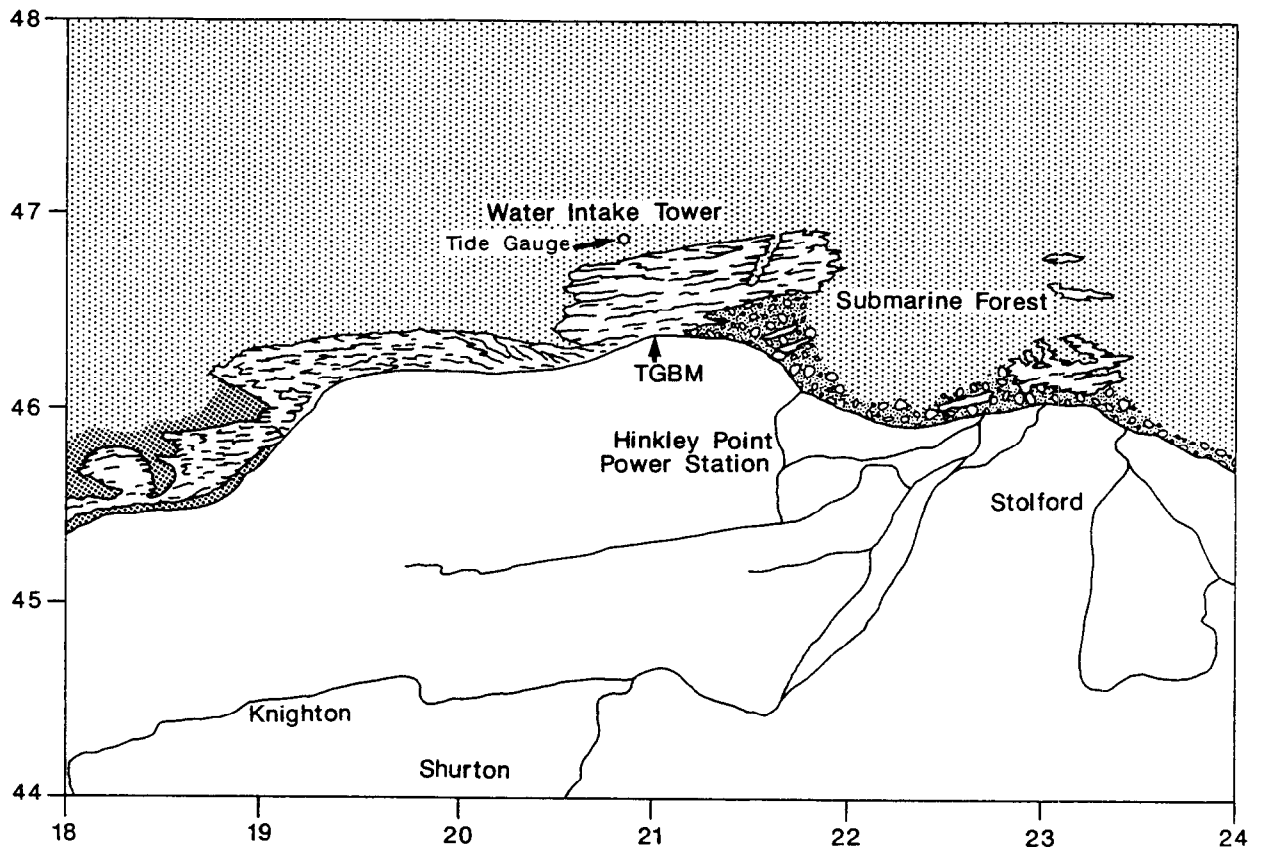 48
47
Water Intake Tower
Tide Gauge
Submarine Forest
TGBM
46
Hinkley Point
Power Station
Stolford
45
Knighton
Shurton
44
18 19 20 21 22 23 24